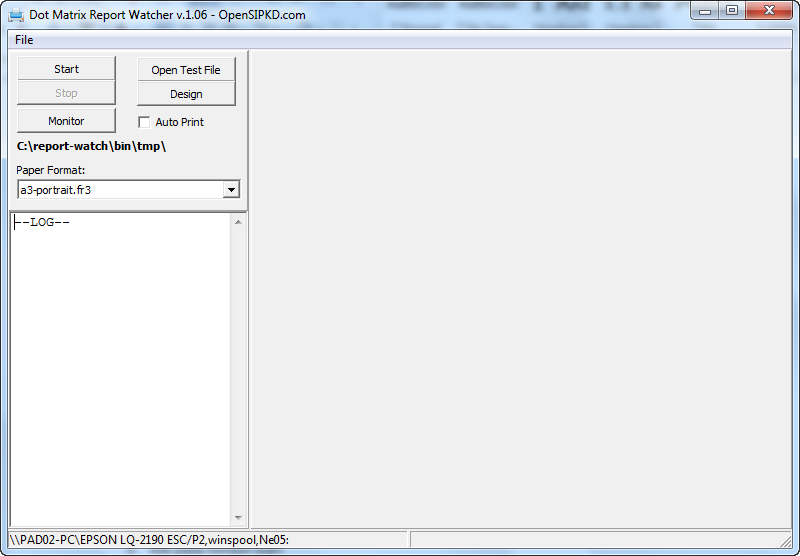 Dot Matrix Report Watcher v.1.06 - OpenSIPKD.com
File
Start
Open Test File
Stop
Design
Monitor
Auto Print
C:\report-watch\bin\tmp\
Paper Format:
a3-portrait.fr3
--LOG--
\\PAD02-PC\EPSON LQ-2190 ESC/P2,winspool,Ne05: